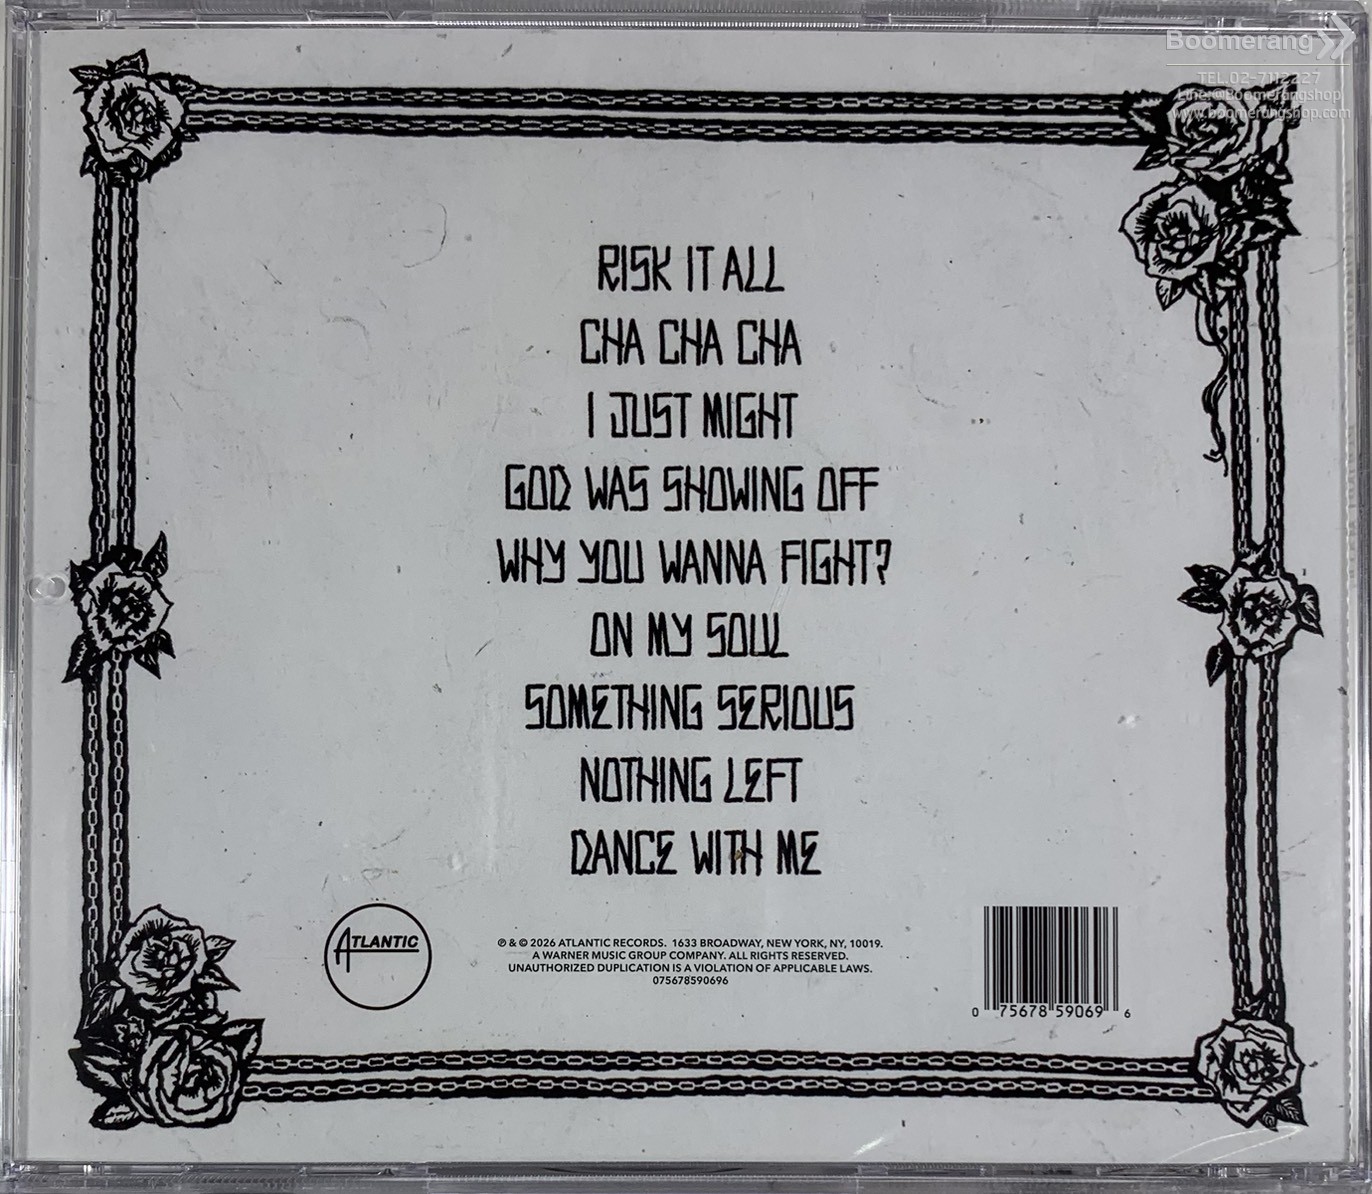 Boomerang
TEL.02-7112227
Line:@Boomerangshop
www.boomerangshop.com
RISK IT ALL
CHA CHA CHA
I JUST MIGHT
GOD WAS SHOWING OFF
WHY YOU WANNA FIGHT?
ON MY SOUL
SOMETHING SERIOUS
NOTHING LEFT
DANCE WITH ME
ATLANTIC
℗ & © 2026 ATLANTIC RECORDS. 1633 BROADWAY, NEW YORK, NY, 10019.
A WARNER MUSIC GROUP COMPANY. ALL RIGHTS RESERVED.
UNAUTHORIZED DUPLICATION IS A VIOLATION OF APPLICABLE LAWS.
075678590696
0 75678 59069 6